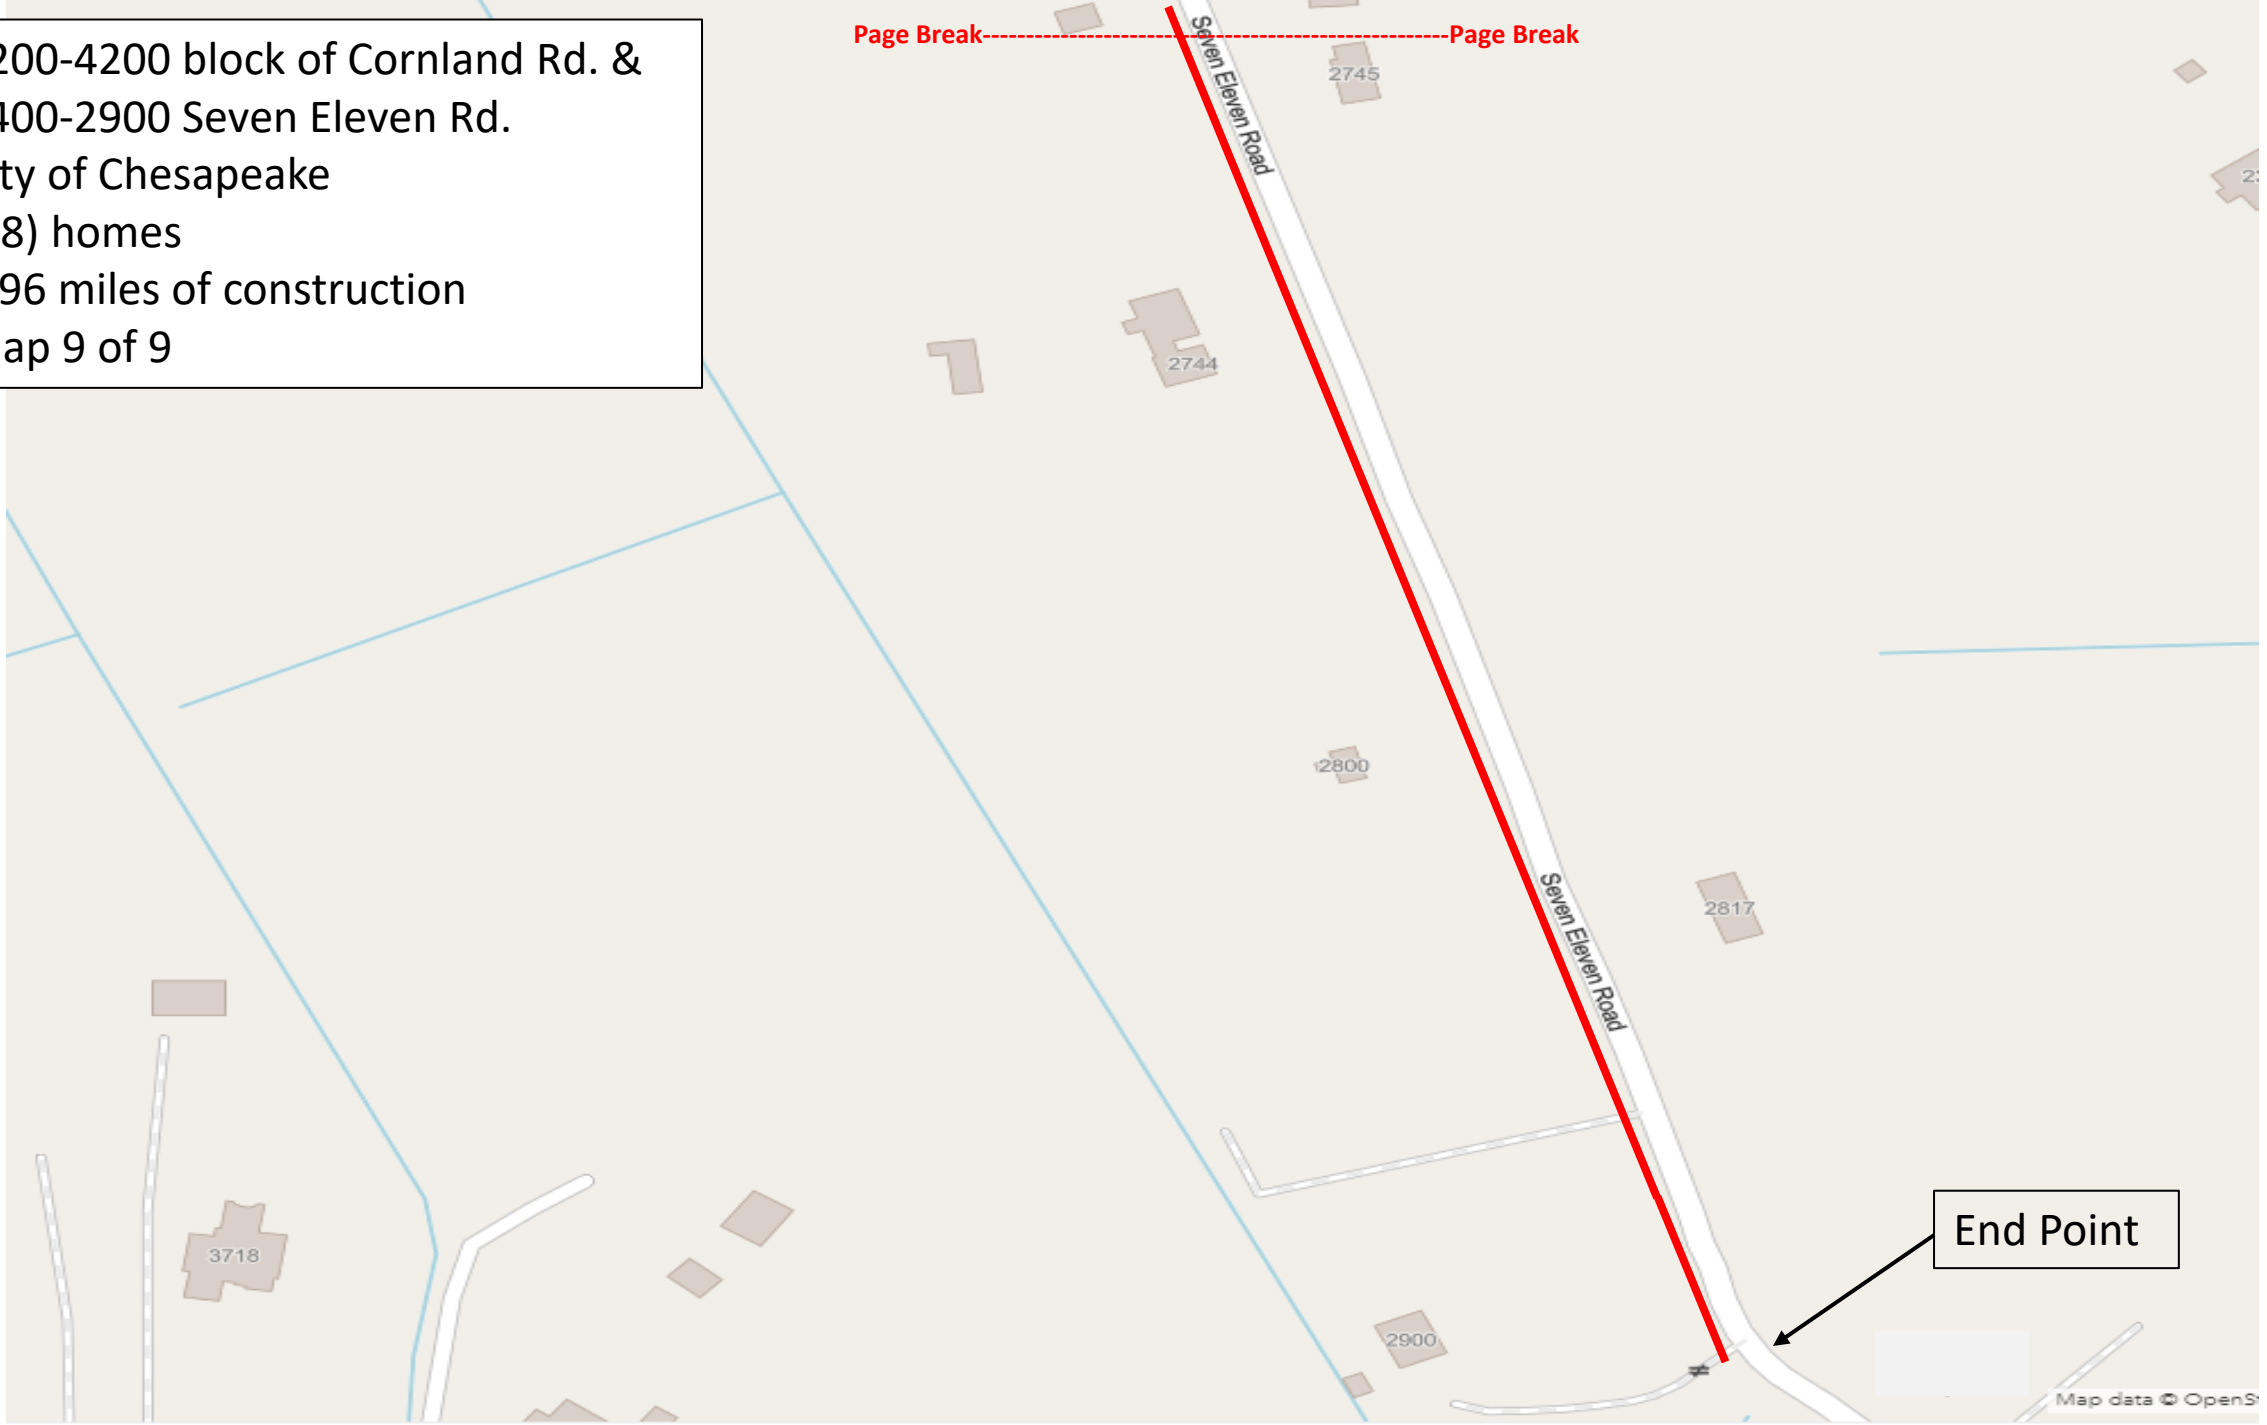 200-4200 block of Cornland Rd. &
400-2900 Seven Eleven Rd.
ty of Chesapeake
8) homes
96 miles of construction
ap 9 of 9
Page Break-----------------------------------------------------Page Break
Seven Eleven Road
2745
2744
2800
Seven Eleven Road
2817
End Point
3718
2900
Map data © OpenSt